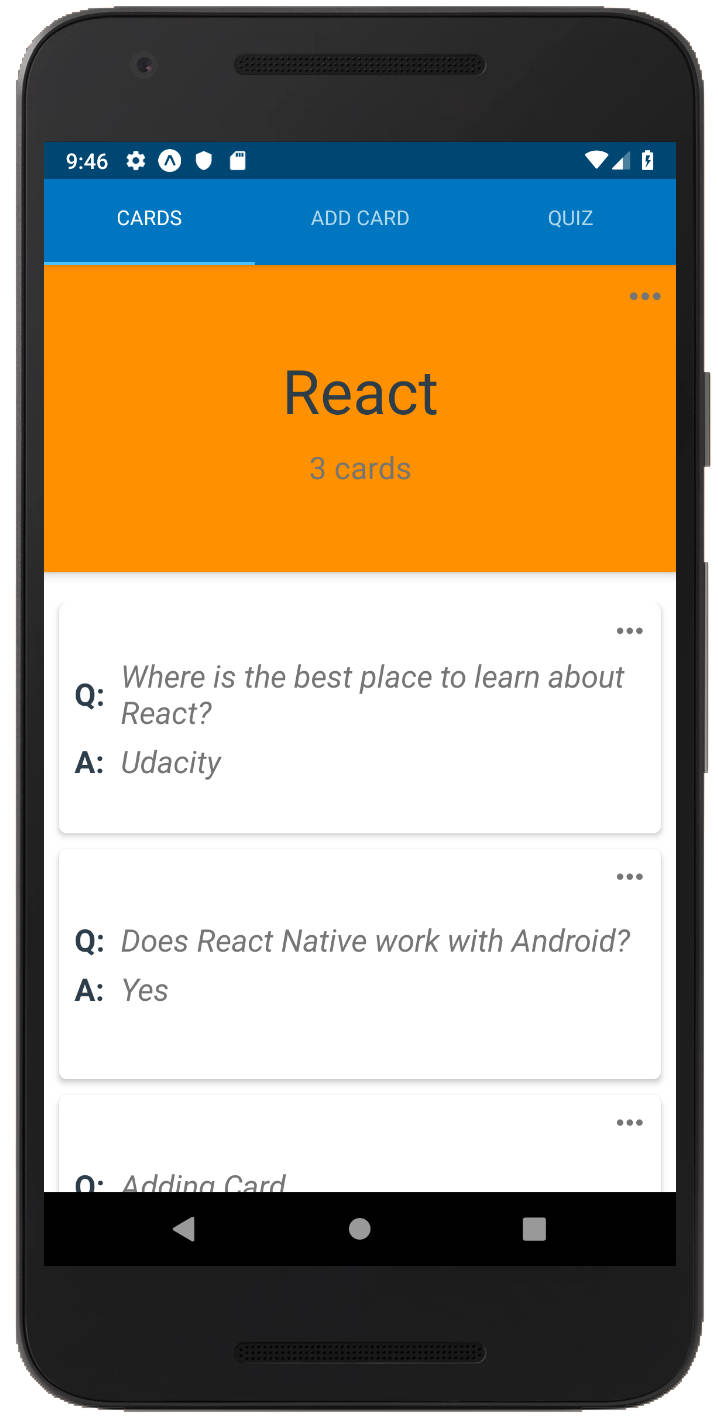 9:46
CARDS ADD CARD QUIZ
React
3 cards
Q: Where is the best place to learn about
React?
A: Udacity
Q: Does React Native work with Android?
A: Yes
Q: Adding Card